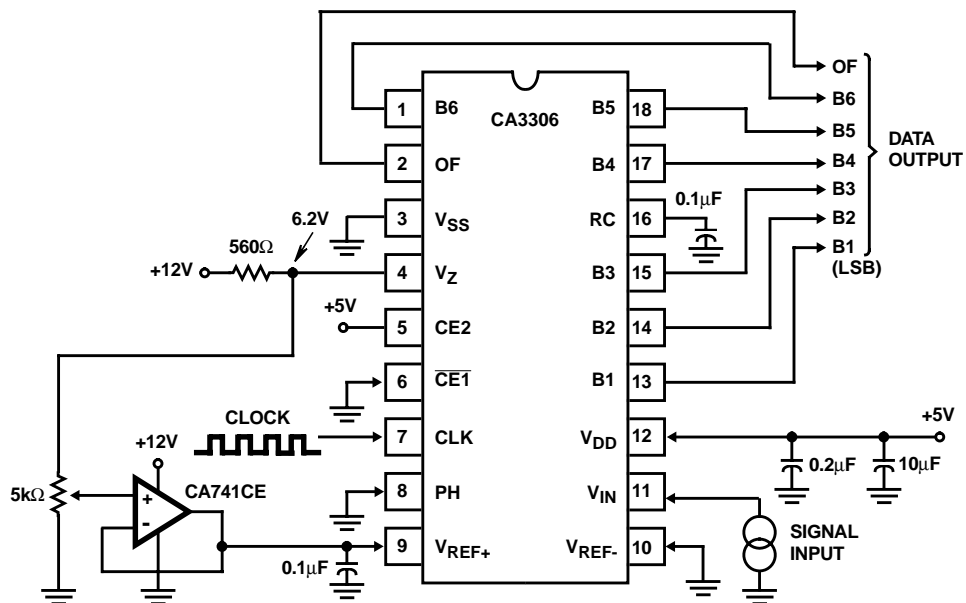 OF
B6
B5
B4
B3
B2
B1
(LSB)
DATA
OUTPUT
CA3306
1 B6
2 OF
3 VSS
4 VZ
5 CE2
6 CE1
7 CLK
8 PH
9 VREF+
B5 18
B4 17
RC 16
B3 15
B2 14
B1 13
VDD 12
VIN 11
VREF- 10
0.1μF
6.2V
560Ω
+12V
+5V
CLOCK
+12V
5kΩ
CA741CE
+
-
0.1μF
+5V
0.2μF
10μF
SIGNAL
INPUT